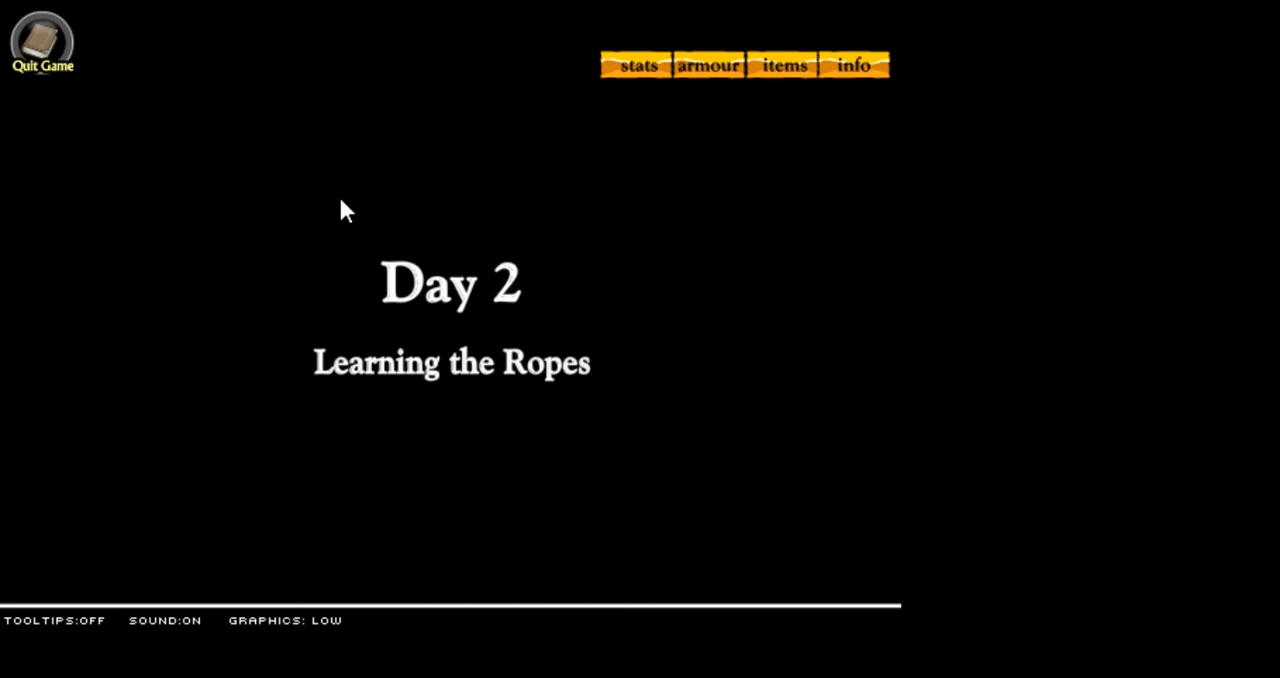 Quit Game
stats armour items info
Day 2
Learning the Ropes
TOOLTIPS:OFF SOUND:ON GRAPHICS: LOW